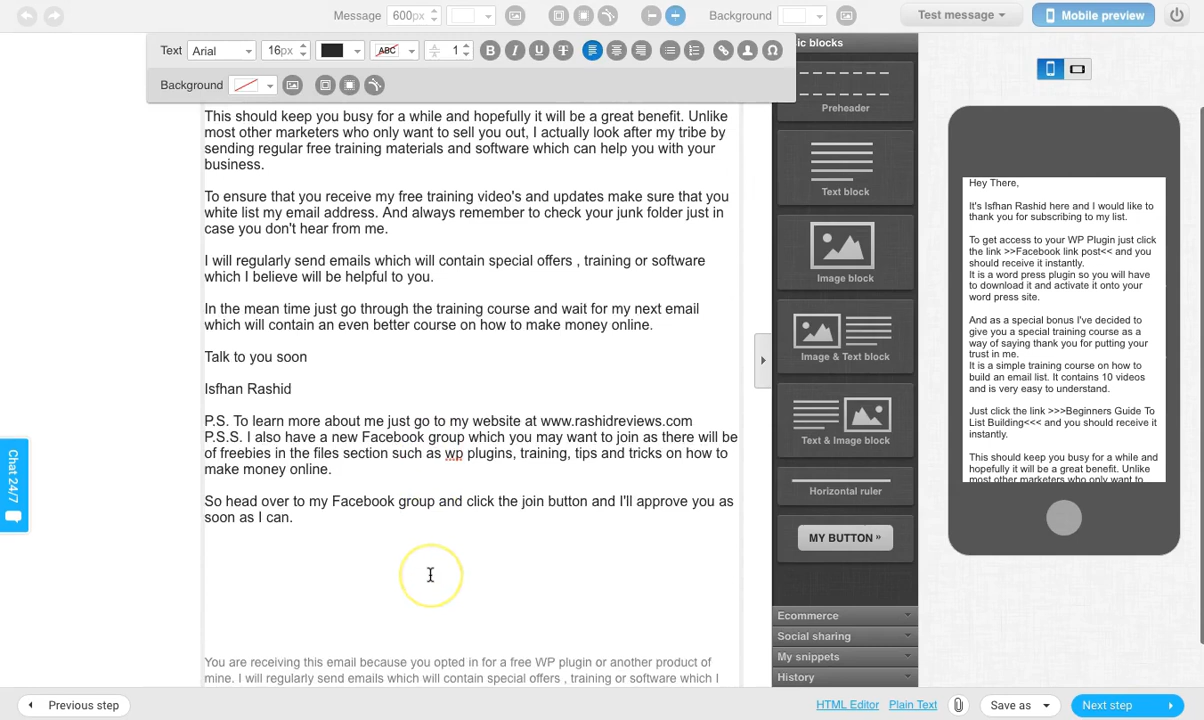 Message 600px Background Test message Mobile preview
Text Arial 16px ABC 1 B I U T
ic blocks
Background
Preheader
Text block
Image block
Image & Text block
Text & Image block
Horizontal ruler
MY BUTTON »
Ecommerce
Social sharing
My snippets
History
This should keep you busy for a while and hopefully it will be a great benefit. Unlike
most other marketers who only want to sell you out, I actually look after my tribe by
sending regular free training materials and software which can help you with your
business.
To ensure that you receive my free training video's and updates make sure that you
white list my email address. And always remember to check your junk folder just in
case you don't hear from me.
I will regularly send emails which will contain special offers , training or software
which I believe will be helpful to you.
In the mean time just go through the training course and wait for my next email
which will contain an even better course on how to make money online.
Talk to you soon
Isfhan Rashid
P.S. To learn more about me just go to my website at www.rashidreviews.com
P.S.S. I also have a new Facebook group which you may want to join as there will be
of freebies in the files section such as wp plugins, training, tips and tricks on how to
make money online.
So head over to my Facebook group and click the join button and I'll approve you as
soon as I can.
You are receiving this email because you opted in for a free WP plugin or another product of
mine. I will regularly send emails which will contain special offers , training or software which I
Chat 24/7
Hey There,
It's Isfhan Rashid here and I would like to
thank you for subscribing to my list.
To get access to your WP Plugin just click
the link >>Facebook link post<< and you
should receive it instantly.
It is a word press plugin so you will have
to download it and activate it onto your
word press site.
And as a special bonus I've decided to
give you a special training course as a
way of saying thank you for putting your
trust in me.
It is a simple training course on how to
build an email list. It contains 10 videos
and is very easy to understand.
Just click the link >>>Beginners Guide To
List Building<<< and you should receive it
instantly.
This should keep you busy for a while and
hopefully it will be a great benefit. Unlike
most other marketers who only want to
Previous step HTML Editor Plain Text Save as Next step